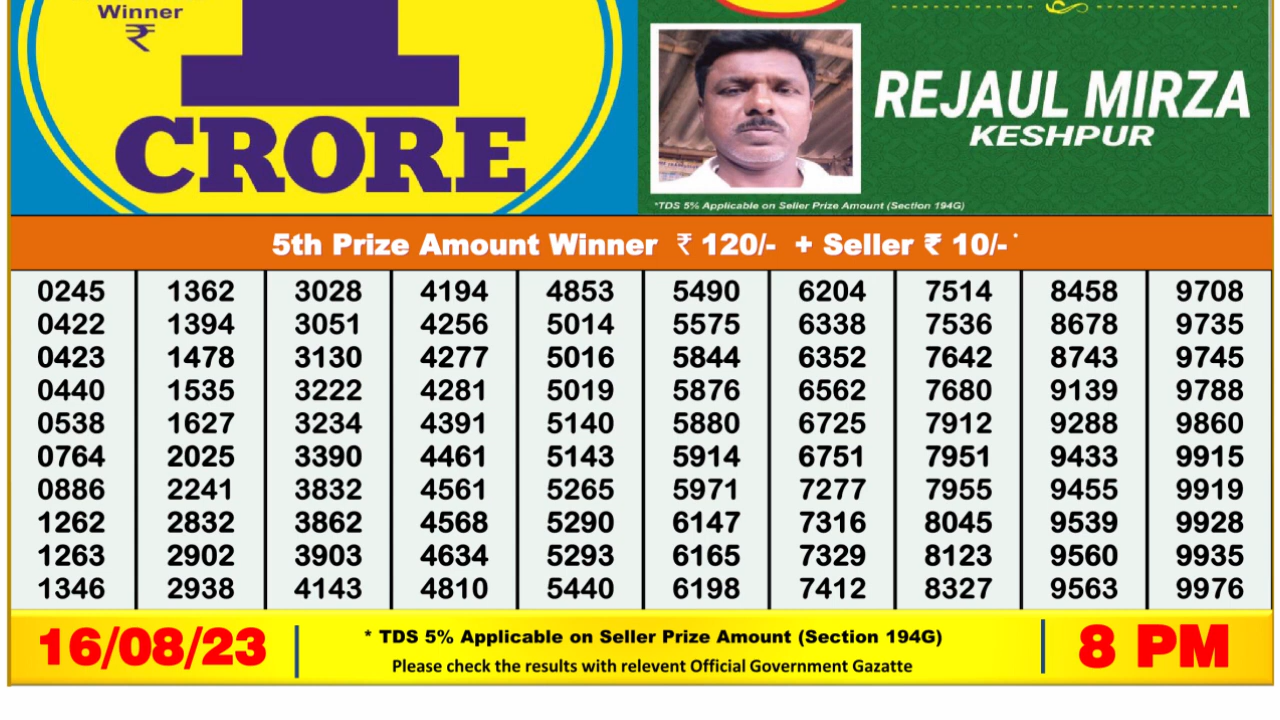 Winner
₹
1
CRORE
REJAUL MIRZA
KESHPUR
*TDS 5% Applicable on Seller Prize Amount (Section 194G)
5th Prize Amount Winner ₹ 120/- + Seller ₹ 10/- *
0245 1362 3028 4194 4853 5490 6204 7514 8458 9708
0422 1394 3051 4256 5014 5575 6338 7536 8678 9735
0423 1478 3130 4277 5016 5844 6352 7642 8743 9745
0440 1535 3222 4281 5019 5876 6562 7680 9139 9788
0538 1627 3234 4391 5140 5880 6725 7912 9288 9860
0764 2025 3390 4461 5143 5914 6751 7951 9433 9915
0886 2241 3832 4561 5265 5971 7277 7955 9455 9919
1262 2832 3862 4568 5290 6147 7316 8045 9539 9928
1263 2902 3903 4634 5293 6165 7329 8123 9560 9935
1346 2938 4143 4810 5440 6198 7412 8327 9563 9976
16/08/23
* TDS 5% Applicable on Seller Prize Amount (Section 194G)
Please check the results with relevent Official Government Gazatte
8 PM